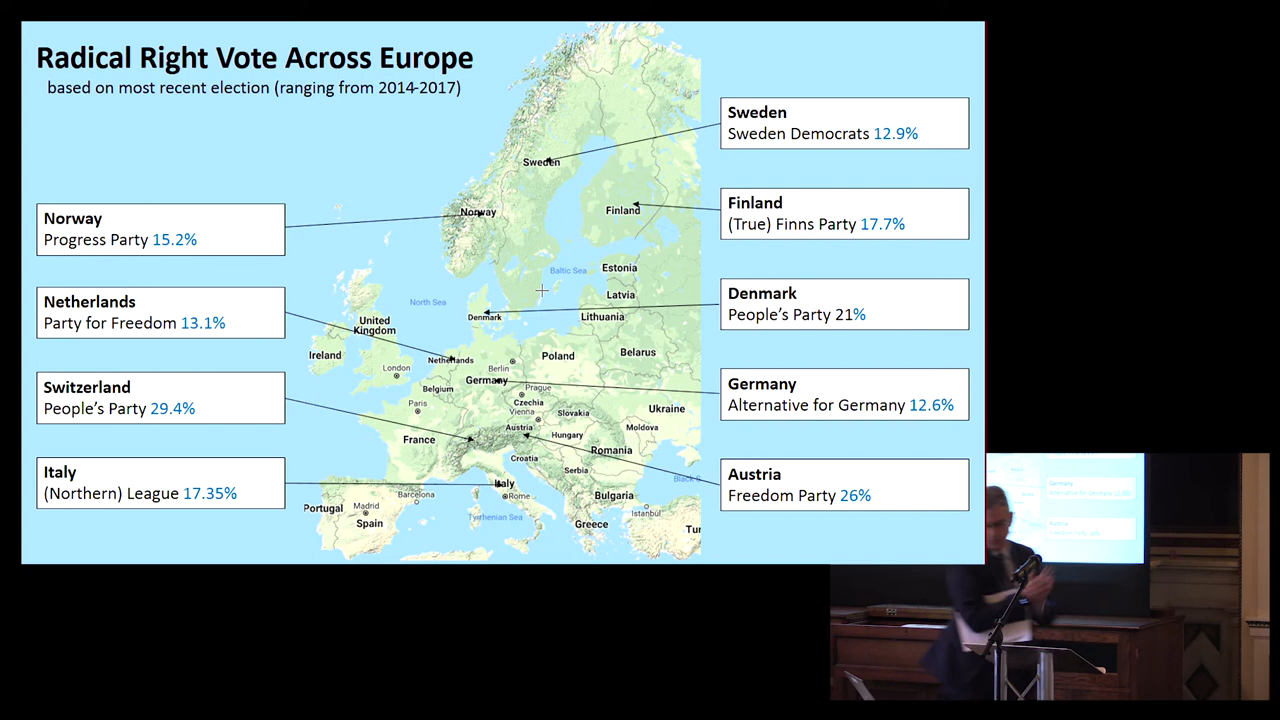 Radical Right Vote Across Europe
based on most recent election (ranging from 2014-2017)
Sweden
Sweden Democrats 12.9%
Finland
(True) Finns Party 17.7%
Norway
Progress Party 15.2%
Netherlands
Party for Freedom 13.1%
Denmark
People's Party 21%
Switzerland
People's Party 29.4%
Germany
Alternative for Germany 12.6%
Italy
(Northern) League 17.35%
Austria
Freedom Party 26%
Sweden
Norway
Finland
Baltic Sea
Estonia
North Sea
Latvia
Denmark
Lithuania
United
Kingdom
Ireland
Netherlands
Berlin
Poland
Belarus
London
Germany
Belgium
Prague
Paris
Czechia
Vienna
Slovakia
Ukraine
Austria
Moldova
France
Hungary
Romania
Croatia
Serbia
Italy
Black S
Barcelona
Rome
Bulgaria
Portugal
Madrid
Spain
Tyrrhenian Sea
Greece
Istanbul
Tur
Germany
Austria